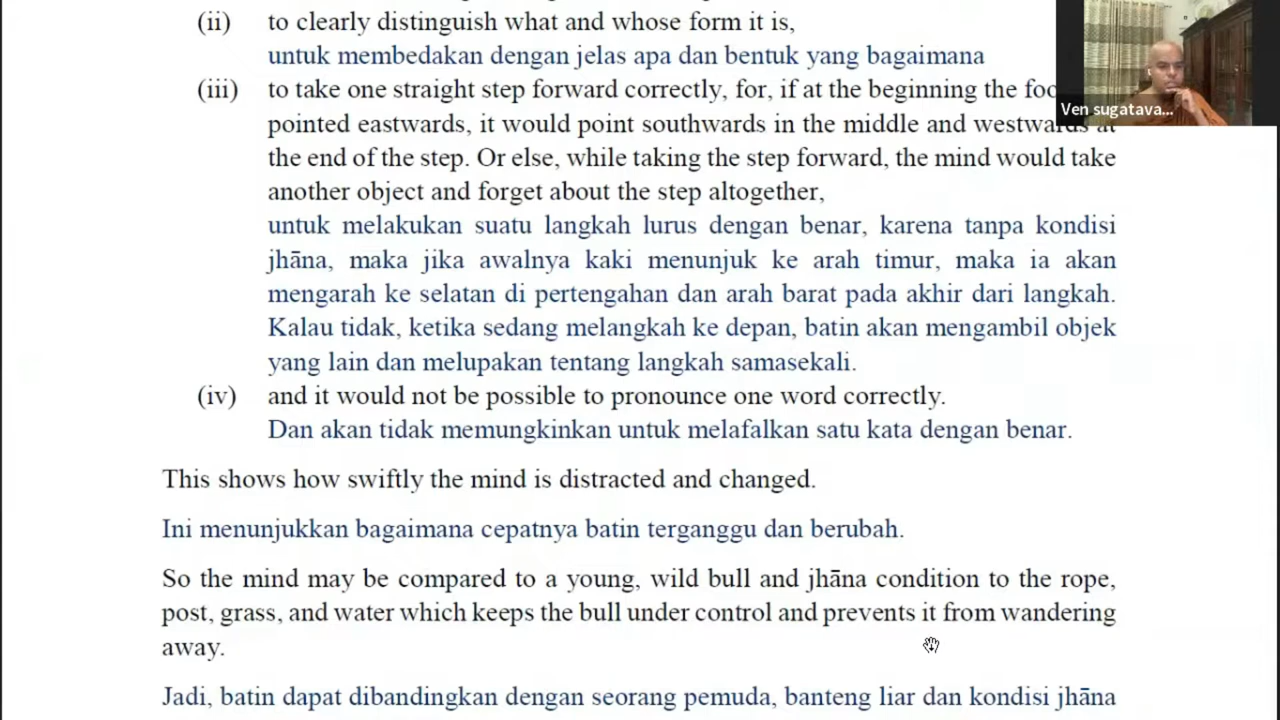 (ii) to clearly distinguish what and whose form it is,
untuk membedakan dengan jelas apa dan bentuk yang bagaimana
(iii) to take one straight step forward correctly, for, if at the beginning the
pointed eastwards, it would point southwards in the middle and westwards at
the end of the step. Or else, while taking the step forward, the mind would take
another object and forget about the step altogether,
untuk melakukan suatu langkah lurus dengan benar, karena tanpa kondisi
jhāna, maka jika awalnya kaki menunjuk ke arah timur, maka ia akan
mengarah ke selatan di pertengahan dan arah barat pada akhir dari langkah.
Kalau tidak, ketika sedang melangkah ke depan, batin akan mengambil objek
yang lain dan melupakan tentang langkah samasekali.
(iv) and it would not be possible to pronounce one word correctly.
Dan akan tidak memungkinkan untuk melafalkan satu kata dengan benar.
This shows how swiftly the mind is distracted and changed.
Ini menunjukkan bagaimana cepatnya batin terganggu dan berubah.
So the mind may be compared to a young, wild bull and jhāna condition to the rope,
post, grass, and water which keeps the bull under control and prevents it from wandering
away.
Jadi, batin dapat dibandingkan dengan seorang pemuda, banteng liar dan kondisi jhāna
Ven sugatava...